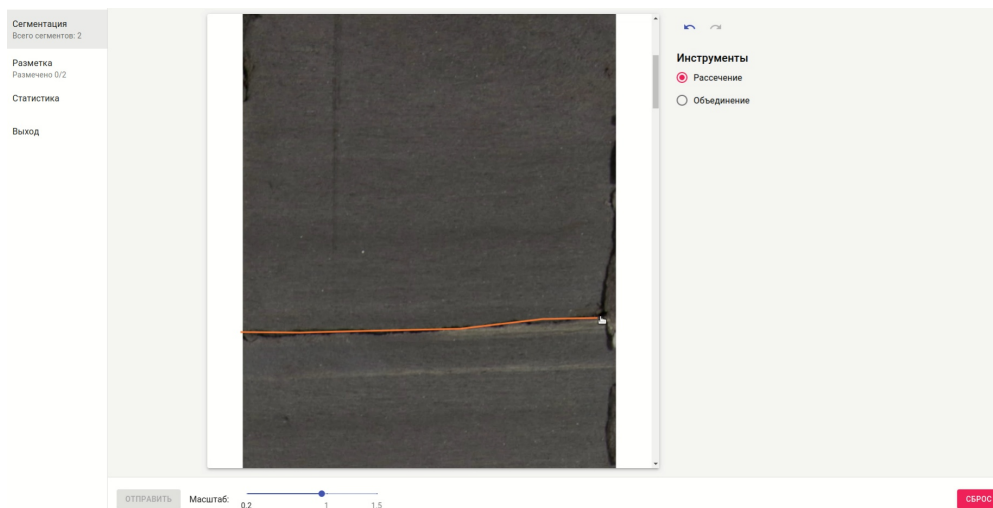 Сегментация
Всего сегментов: 2
Разметка
Размечено 0/2
Статистика
Выход
Инструменты
Рассечение
Объединение
ОТПРАВИТЬ
Масштаб:
0.2 1 1.5
СБРОС